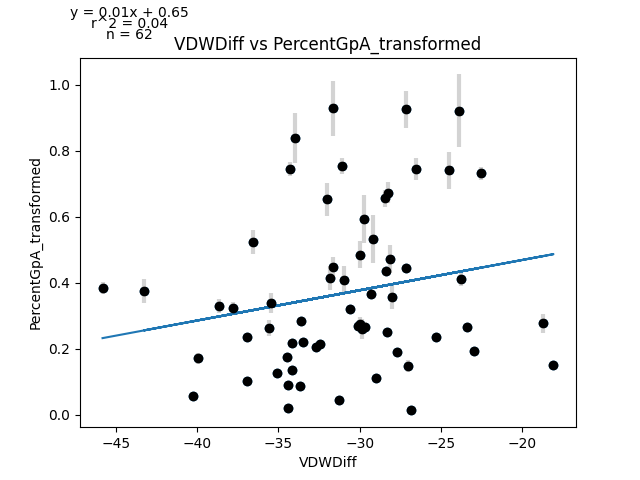 y = 0.01x + 0.65
r^2 = 0.04
n = 62
VDWDiff vs PercentGpA_transformed
1.0
0.8
0.6
0.4
0.2
0.0
PercentGpA_transformed
−45
−40
−35
−30
−25
−20
VDWDiff